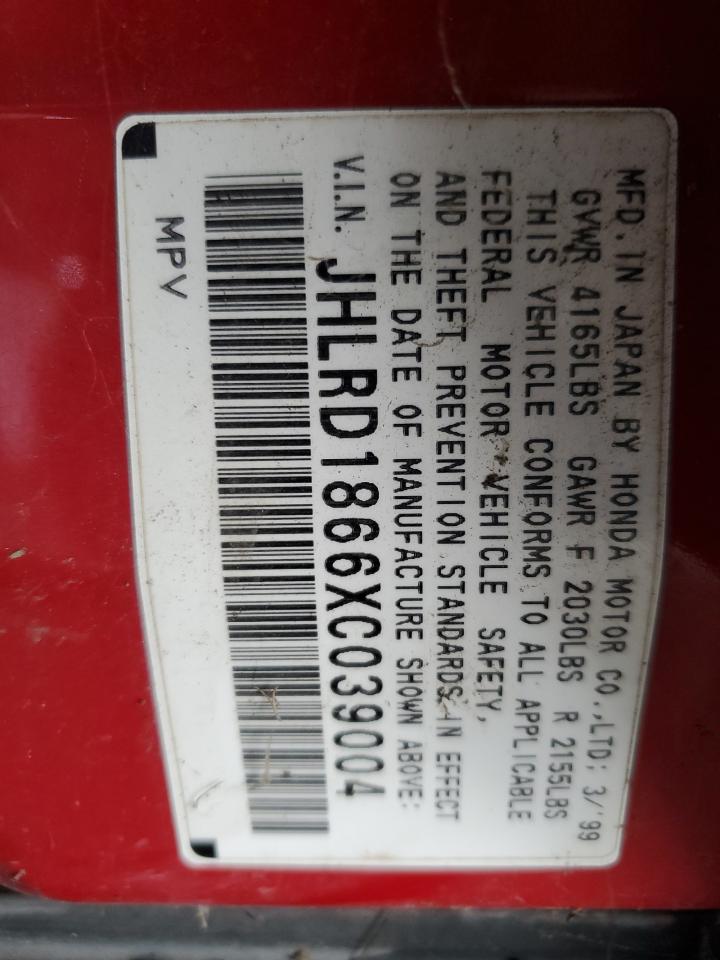 MFD. IN JAPAN BY HONDA MOTOR CO.,LTD; 3/'99
GVWR 4165LBS GAWR F 2030LBS R 2155LBS
THIS VEHICLE CONFORMS TO ALL APPLICABLE
FEDERAL MOTOR VEHICLE SAFETY,
AND THEFT PREVENTION STANDARDS IN EFFECT
ON THE DATE OF MANUFACTURE SHOWN ABOVE:
V.I.N. JHLRD1866XC039004
MPV